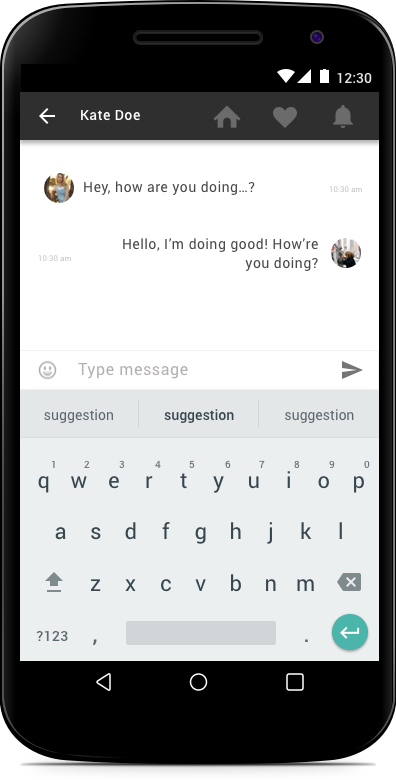 12:30
Kate Doe
Hey, how are you doing...?
10:30 am
Hello, I'm doing good! How're
you doing?
10:30 am
Type message
suggestion suggestion suggestion
1 2 3 4 5 6 7 8 9 0
q w e r t y u i o p
a s d f g h j k l
z x c v b n m
?123 , .